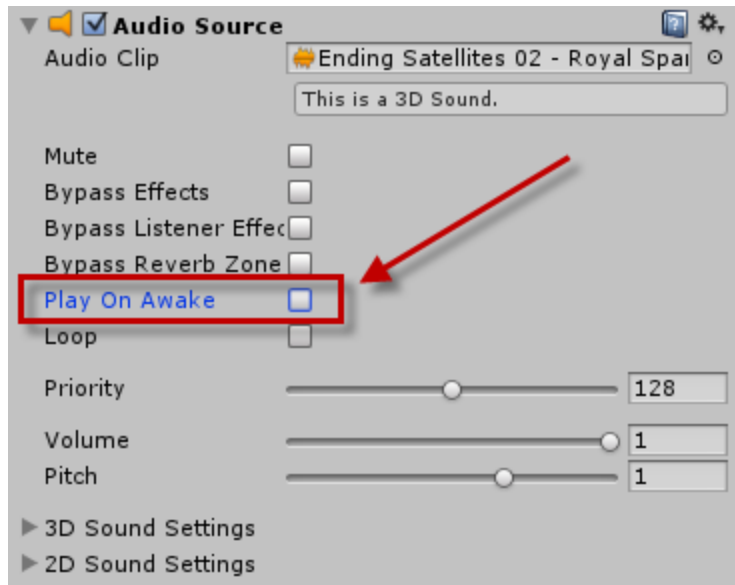 Audio Source
Audio Clip Ending Satellites 02 - Royal Spar
This is a 3D Sound.
Mute
Bypass Effects
Bypass Listener Effec
Bypass Reverb Zone
Play On Awake
Loop
Priority 128
Volume 1
Pitch 1
3D Sound Settings
2D Sound Settings